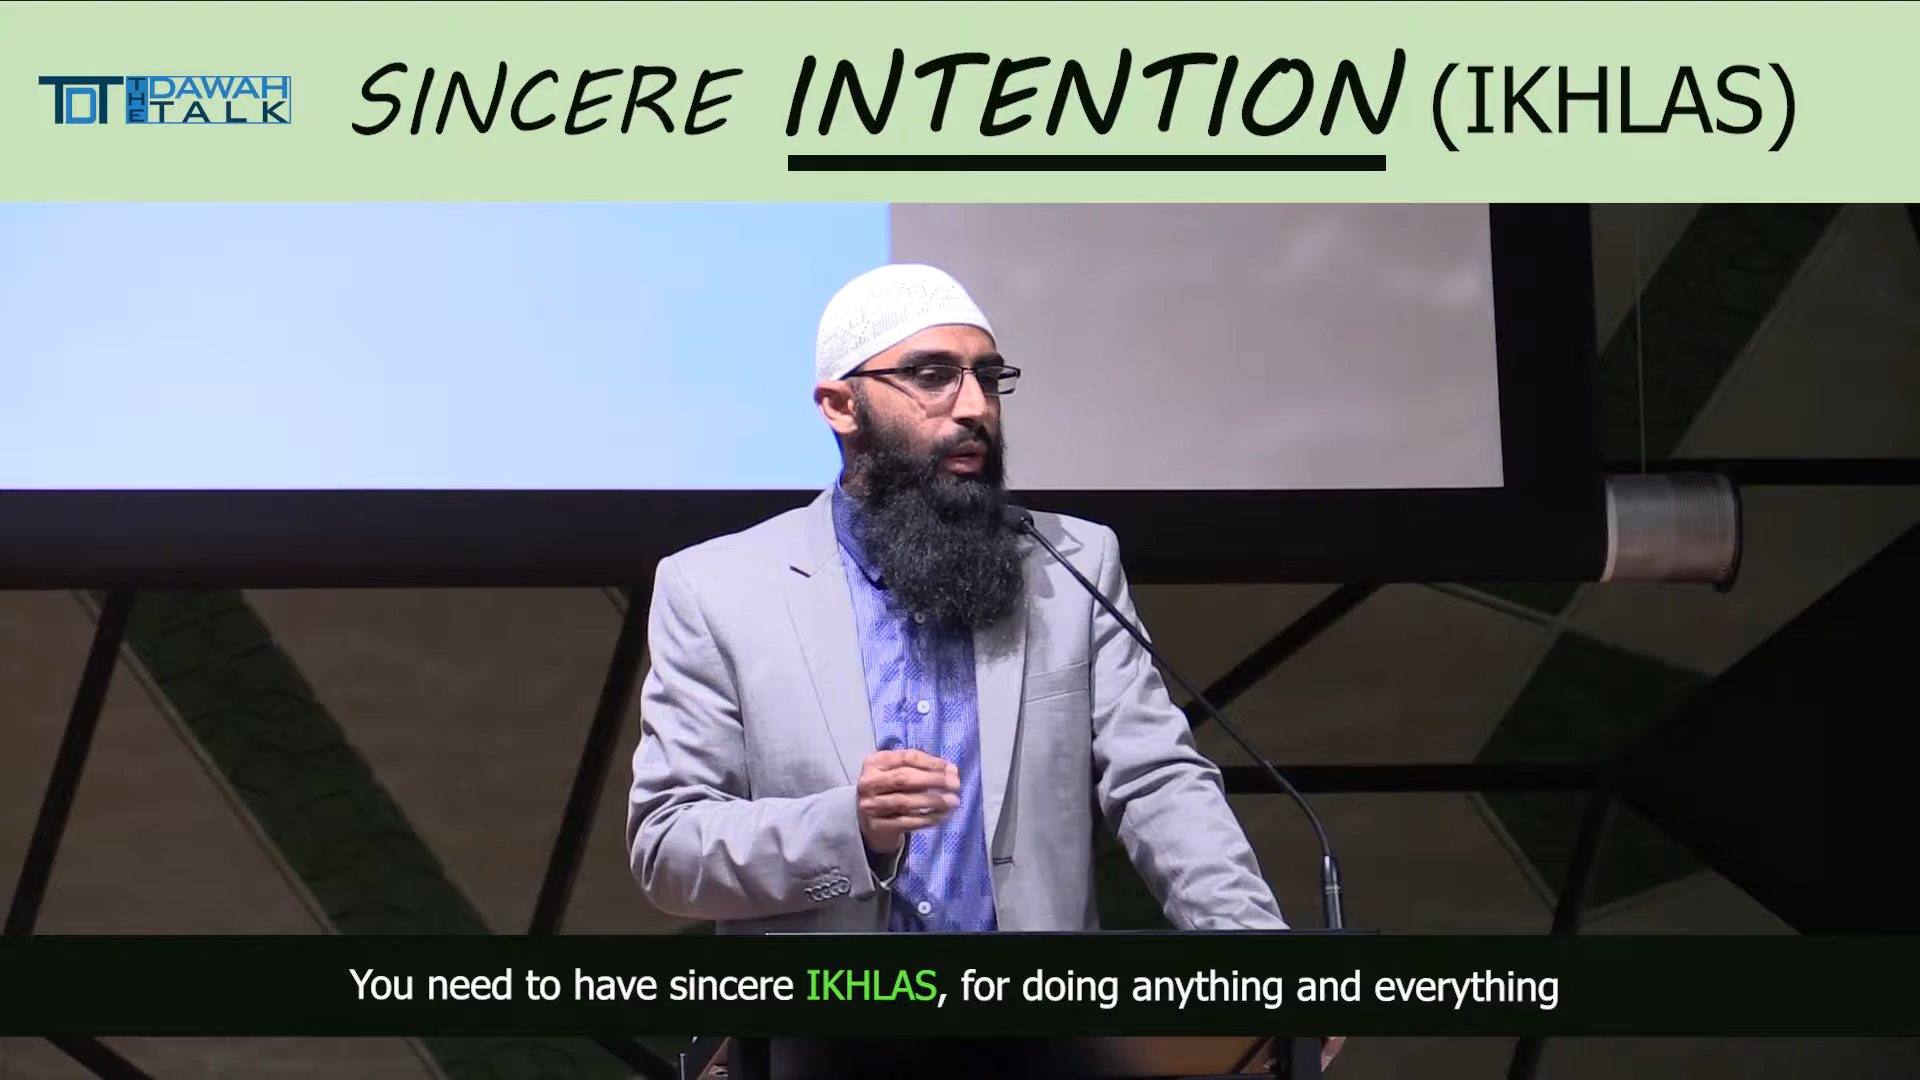 TDT THE DAWAH TALK
SINCERE INTENTION (IKHLAS)
You need to have sincere IKHLAS, for doing anything and everything